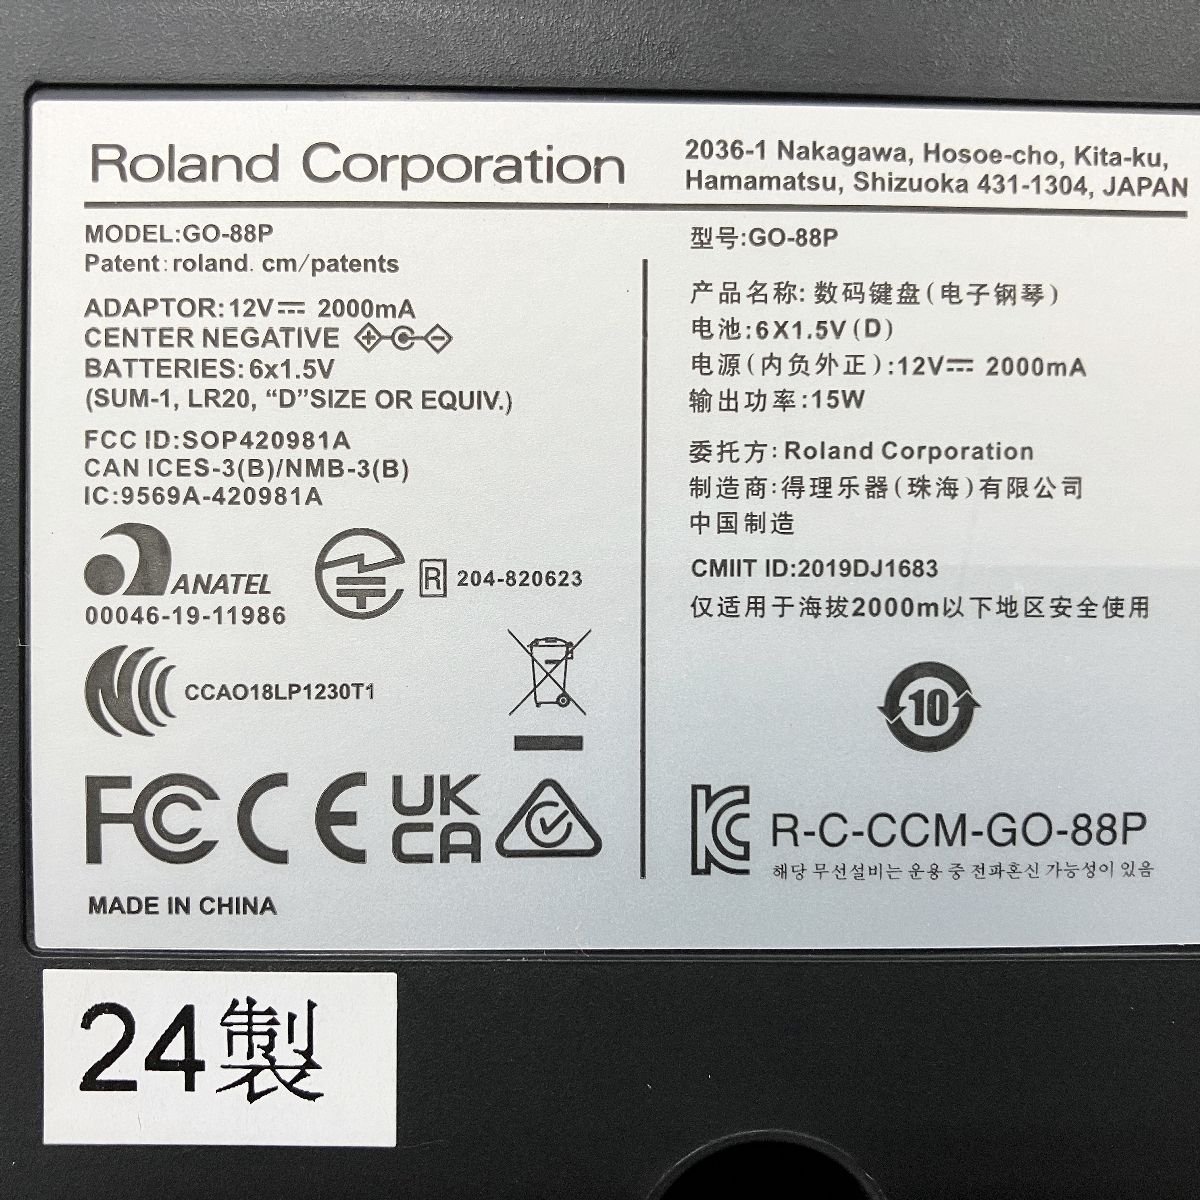 Roland Corporation
2036-1 Nakagawa, Hosoe-cho, Kita-ku,
Hamamatsu, Shizuoka 431-1304, JAPAN
MODEL:GO-88P
Patent:roland. cm/patents
ADAPTOR:12V⎓ 2000mA
CENTER NEGATIVE
BATTERIES:6x1.5V
(SUM-1, LR20, “D”SIZE OR EQUIV.)
FCC ID:SOP420981A
CAN ICES-3(B)/NMB-3(B)
IC:9569A-420981A
ANATEL
00046-19-11986
R 204-820623
CCAO18LP1230T1
FC CE UK
CA
MADE IN CHINA
型号:GO-88P
产品名称: 数码键盘(电子钢琴)
电池:6X1.5V(D)
电源(内负外正):12V⎓ 2000mA
输出功率:15W
委托方: Roland Corporation
制造商:得理乐器(珠海)有限公司
中国制造
CMIIT ID:2019DJ1683
仅适用于海拔2000m以下地区安全使用
10
R-C-CCM-GO-88P
해당 무선설비는 운용 중 전파혼신 가능성이 있음
24製